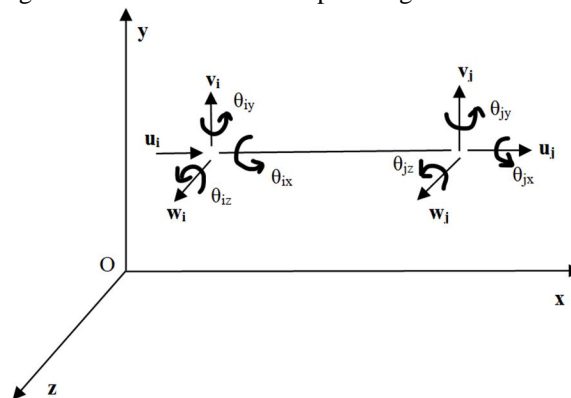 y
v_i
θ_iy
v_j
θ_jy
u_i
u_j
θ_iz
θ_ix
θ_jz
θ_jx
w_i
w_j
O
x
z